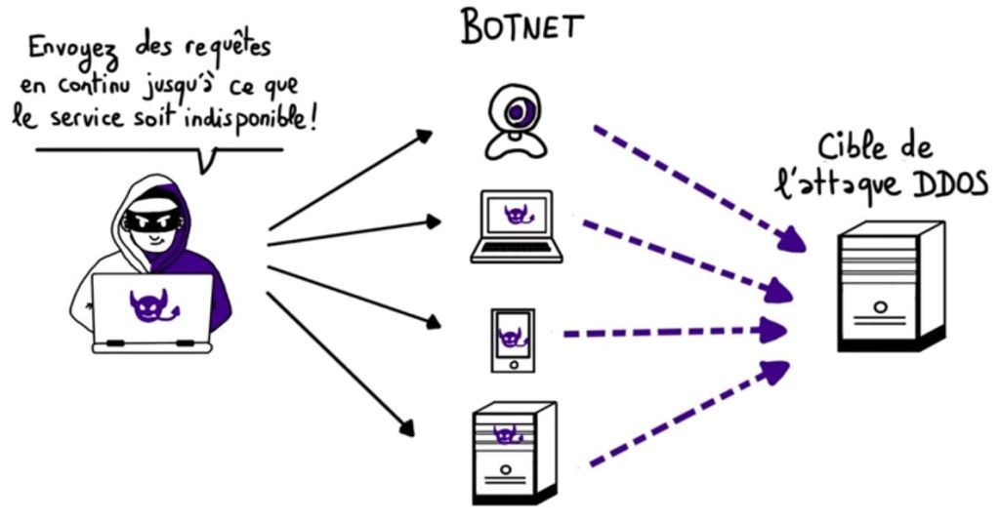 BOTNET
Envoyez des requêtes
en continu jusqu'à ce que
le service soit indisponible!
Cible de
l'attaque DDOS